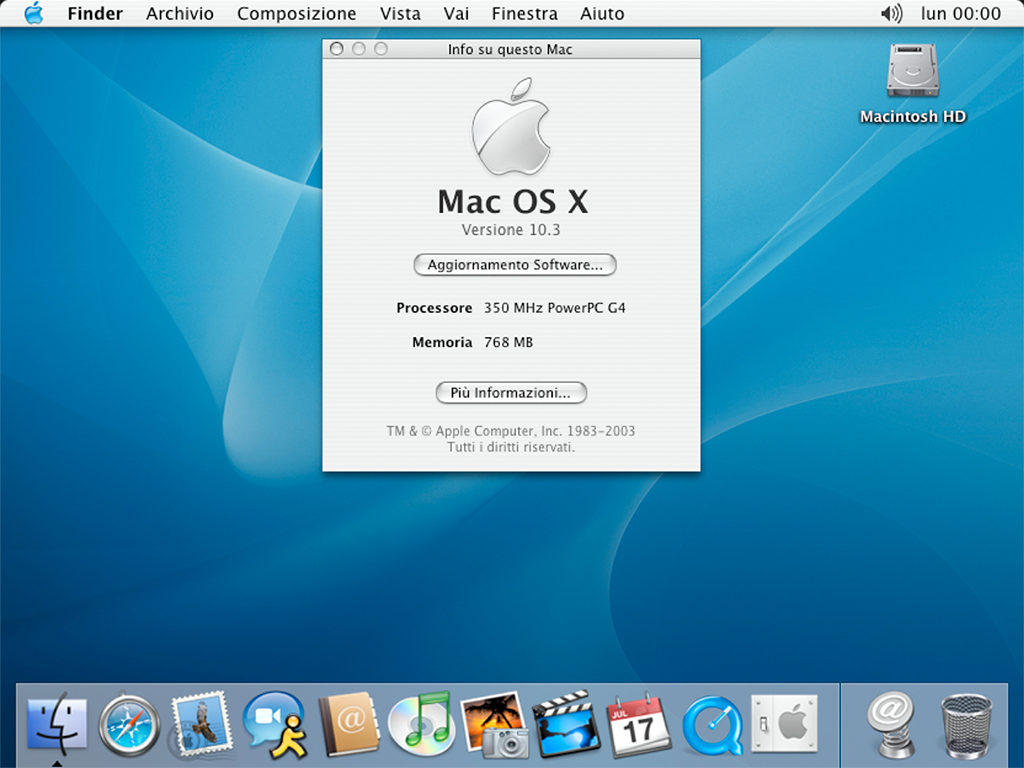 Finder Archivio Composizione Vista Vai Finestra Aiuto lun 00:00
Info su questo Mac
Macintosh HD
Mac OS X
Versione 10.3
Aggiornamento Software...
Processore 350 MHz PowerPC G4
Memoria 768 MB
Più Informazioni...
TM & © Apple Computer, Inc. 1983-2003
Tutti i diritti riservati.
@
JUL
17
@